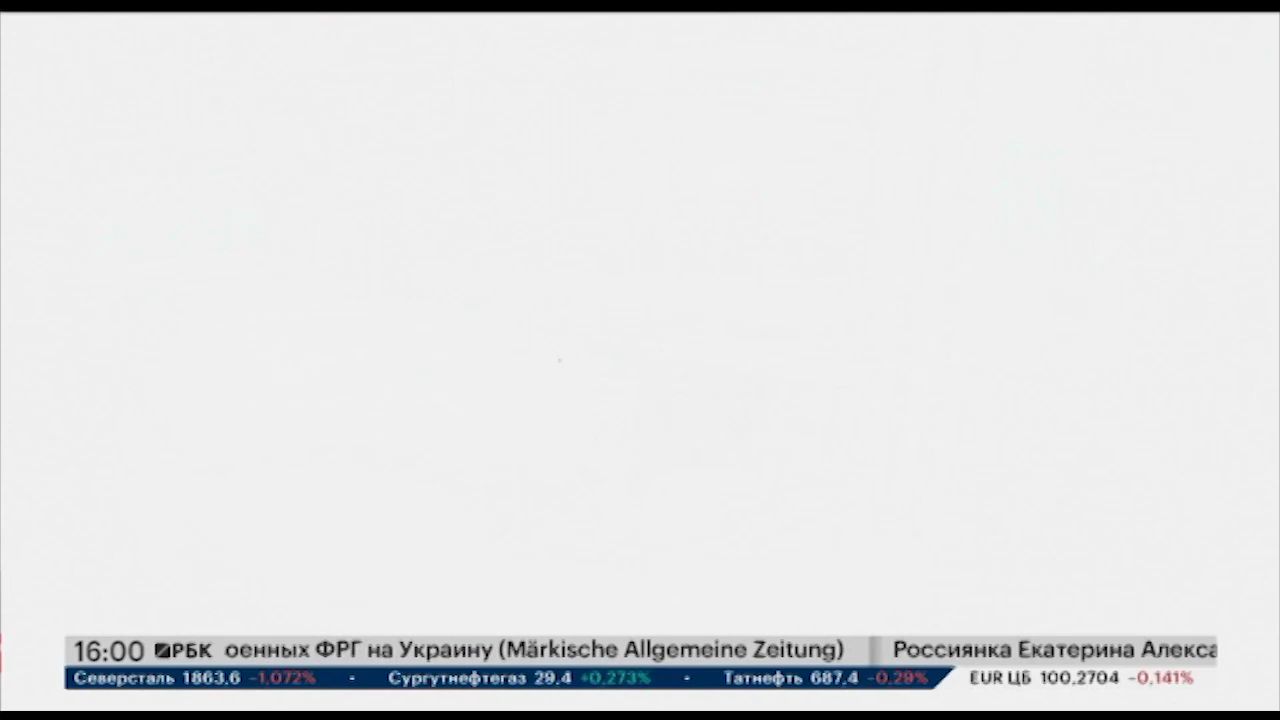 16:00 РБК оенных ФРГ на Украину (Märkische Allgemeine Zeitung) Россиянка Екатерина Алекса
Северсталь 1863,6 -1,072% - Сургутнефтегаз 29,4 +0,273% - Татнефть 687,4 -0,29% EUR ЦБ 100,2704 -0,141%